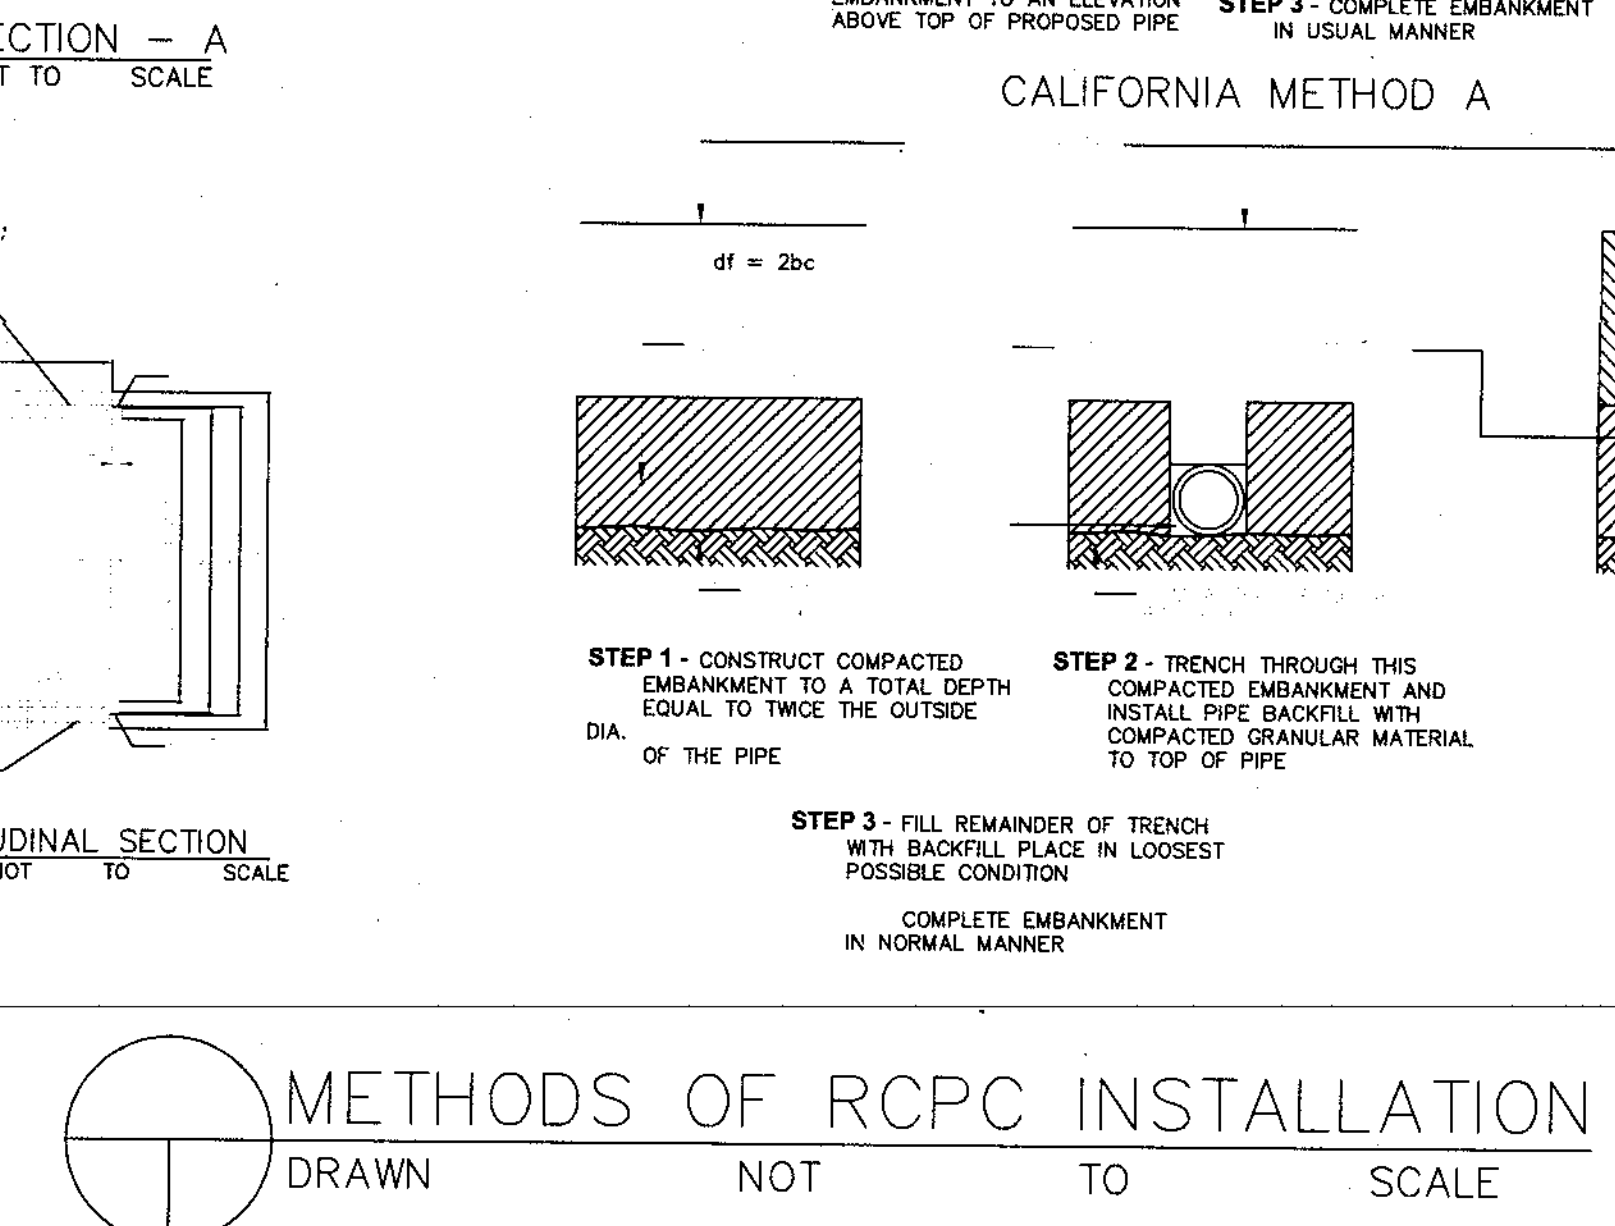 ECTION - A
T TO SCALE
EMBANKMENT TO AN ELEVATION
ABOVE TOP OF PROPOSED PIPE
STEP 3 - COMPLETE EMBANKMENT
IN USUAL MANNER
CALIFORNIA METHOD A
df = 2bc
STEP 1 - CONSTRUCT COMPACTED
EMBANKMENT TO A TOTAL DEPTH
EQUAL TO TWICE THE OUTSIDE
DIA.
OF THE PIPE
STEP 2 - TRENCH THROUGH THIS
COMPACTED EMBANKMENT AND
INSTALL PIPE BACKFILL WITH
COMPACTED GRANULAR MATERIAL
TO TOP OF PIPE
STEP 3 - FILL REMAINDER OF TRENCH
WITH BACKFILL PLACE IN LOOSEST
POSSIBLE CONDITION
COMPLETE EMBANKMENT
IN NORMAL MANNER
UDINAL SECTION
NOT TO SCALE
METHODS OF RCPC INSTALLATION
DRAWN NOT TO SCALE